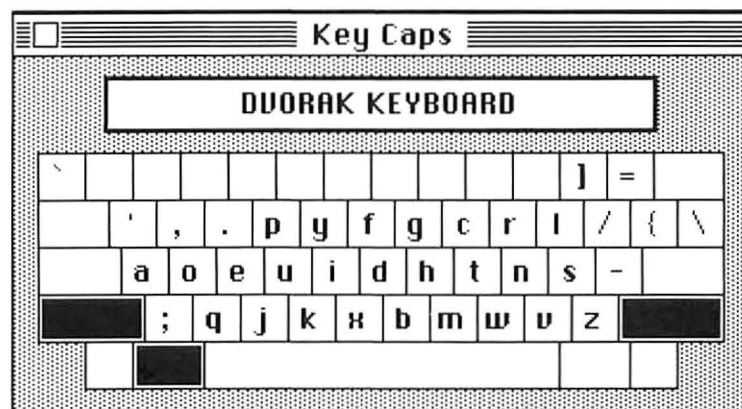 Key Caps
DVORAK KEYBOARD
` ] =
' , . p y f g c r l / { \
a o e u i d h t n s -
; q j k x b m w v z